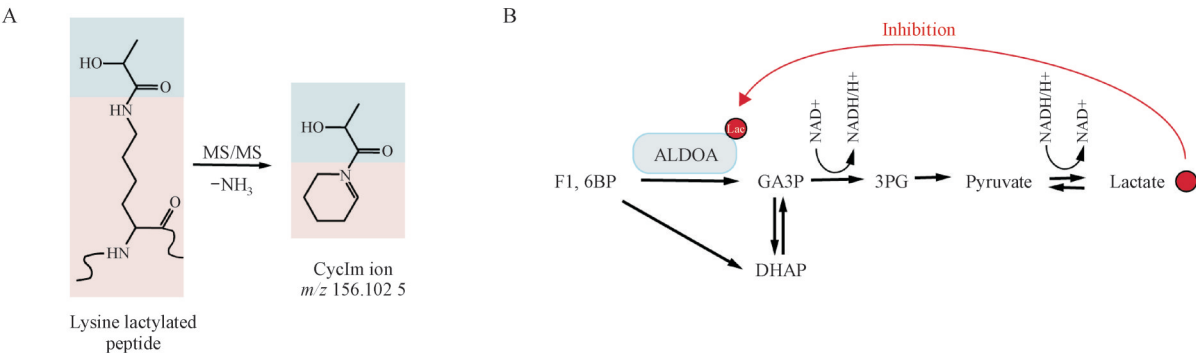 A
HO
O
HN
O
HN
Lysine lactylated
peptide
MS/MS
−NH3
HO
O
N
CycIm ion
m/z 156.102 5
B
Inhibition
Lac
ALDOA
NAD+
NADH/H+
NADH/H+
NAD+
F1, 6BP
GA3P
3PG
Pyruvate
Lactate
DHAP